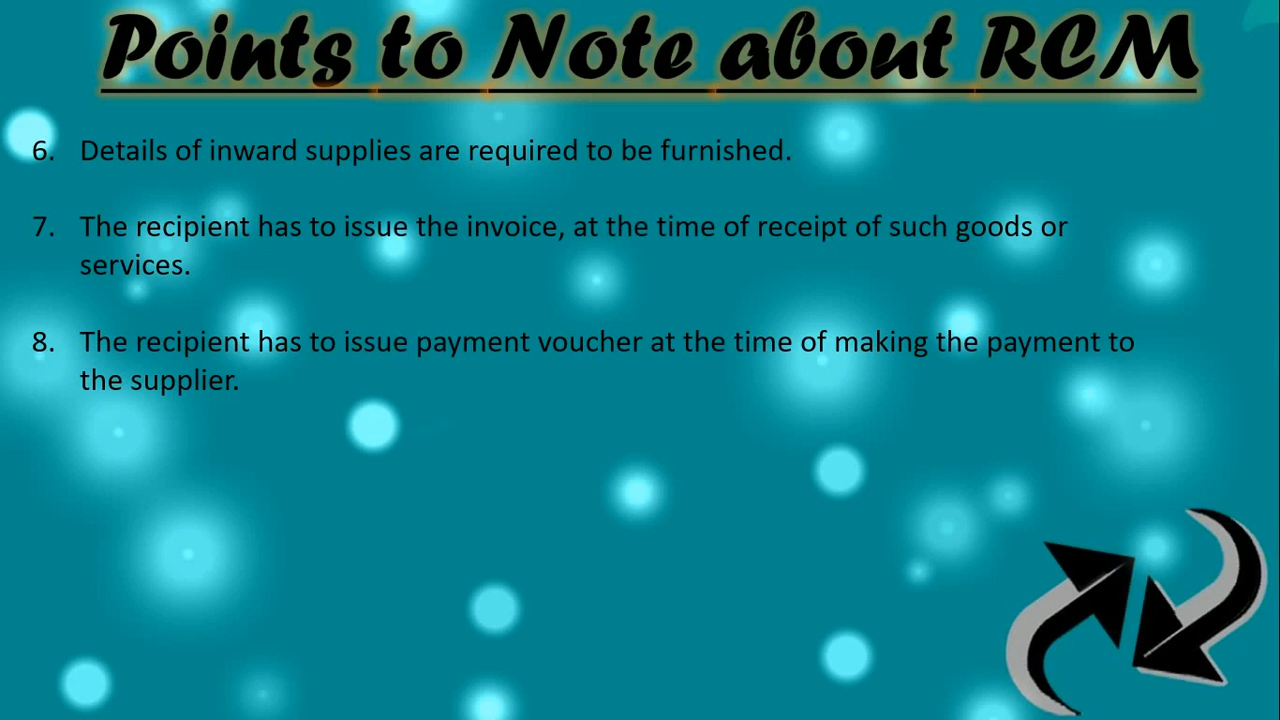 Points to Note about RCM
6. Details of inward supplies are required to be furnished.
7. The recipient has to issue the invoice, at the time of receipt of such goods or
services.
8. The recipient has to issue payment voucher at the time of making the payment to
the supplier.